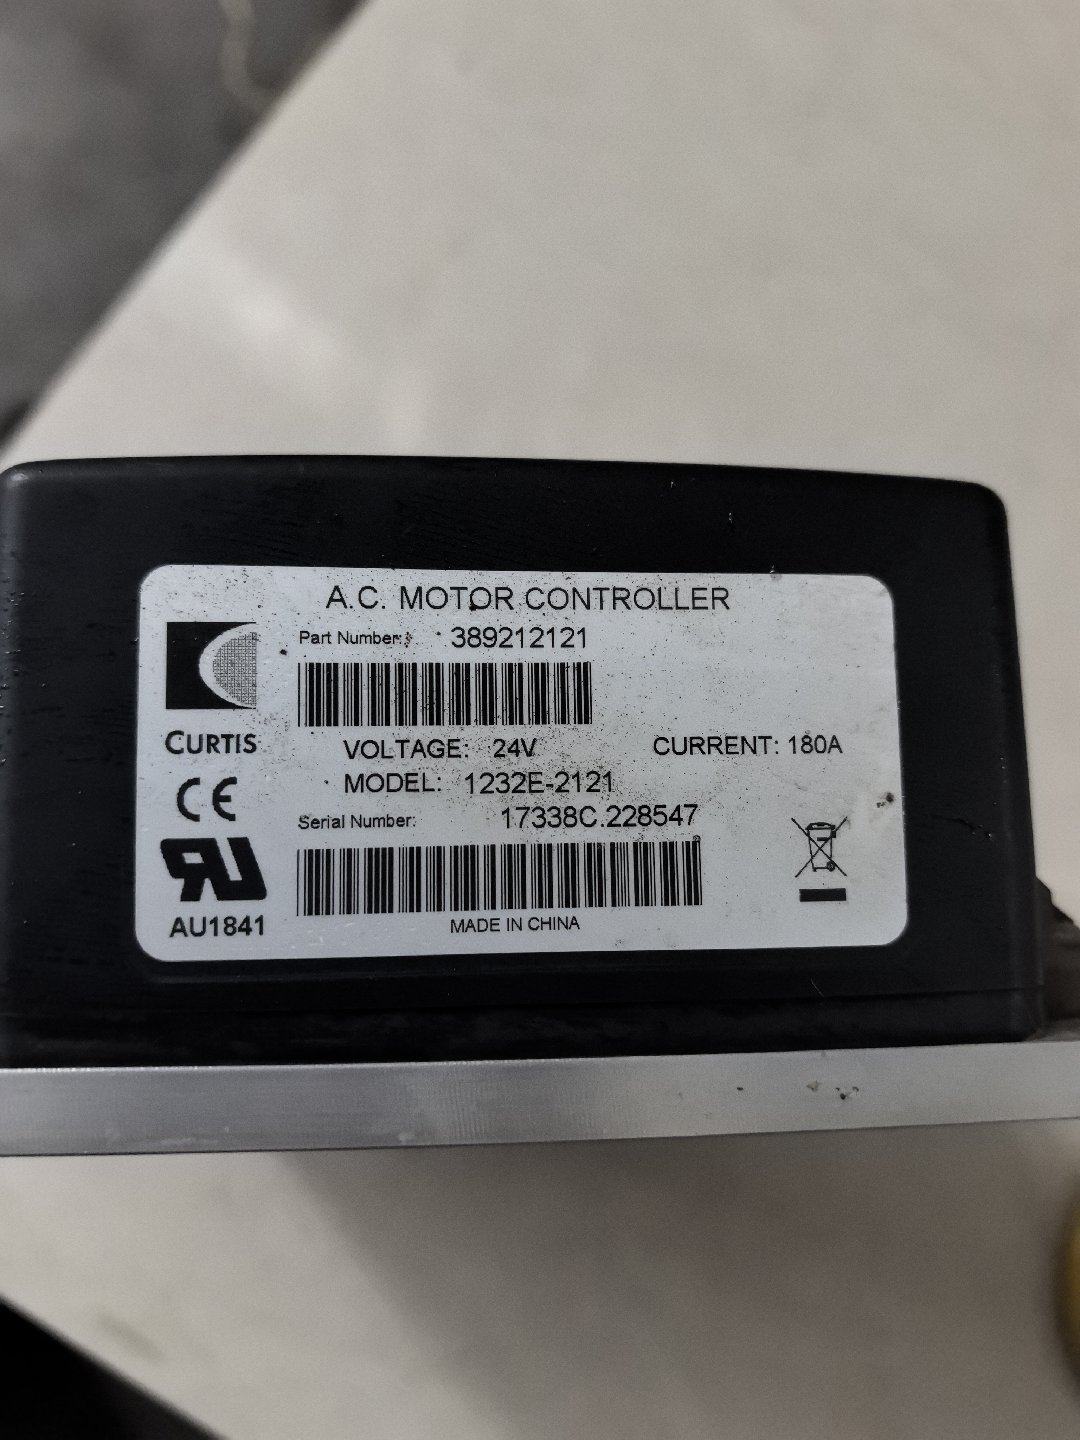 A.C. MOTOR CONTROLLER
Part Number: 389212121
CURTIS
VOLTAGE: 24V CURRENT: 180A
MODEL: 1232E-2121
Serial Number: 17338C.228547
CE
RU
AU1841
MADE IN CHINA